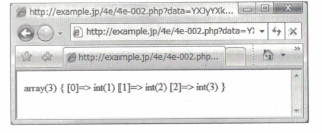 http://example.jp/4e/4e-002.php?data=YXJyYXk...
http://example.jp/4e/4e-002.php?data=Y
http://example.jp/4e/4e-002.php...
array(3) { [0]=> int(1) [1]=> int(2) [2]=> int(3) }